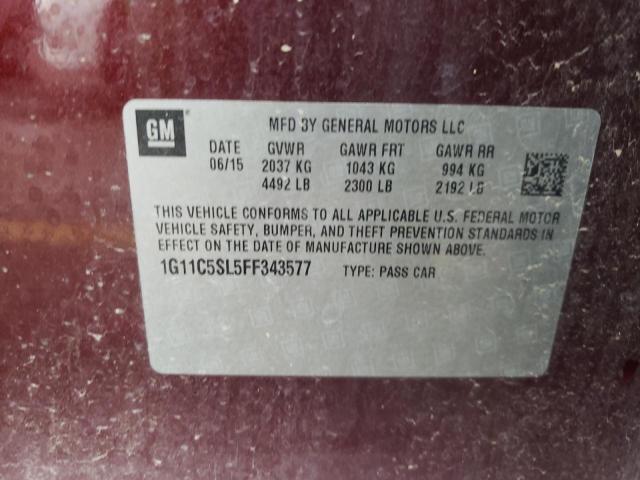 GM
MFD BY GENERAL MOTORS LLC
DATE GVWR GAWR FRT GAWR RR
06/15 2037 KG 1043 KG 994 KG
4492 LB 2300 LB 2192 LB
THIS VEHICLE CONFORMS TO ALL APPLICABLE U.S. FEDERAL MOTOR
VEHICLE SAFETY, BUMPER, AND THEFT PREVENTION STANDARDS IN
EFFECT ON THE DATE OF MANUFACTURE SHOWN ABOVE.
1G11C5SL5FF343577 TYPE: PASS CAR